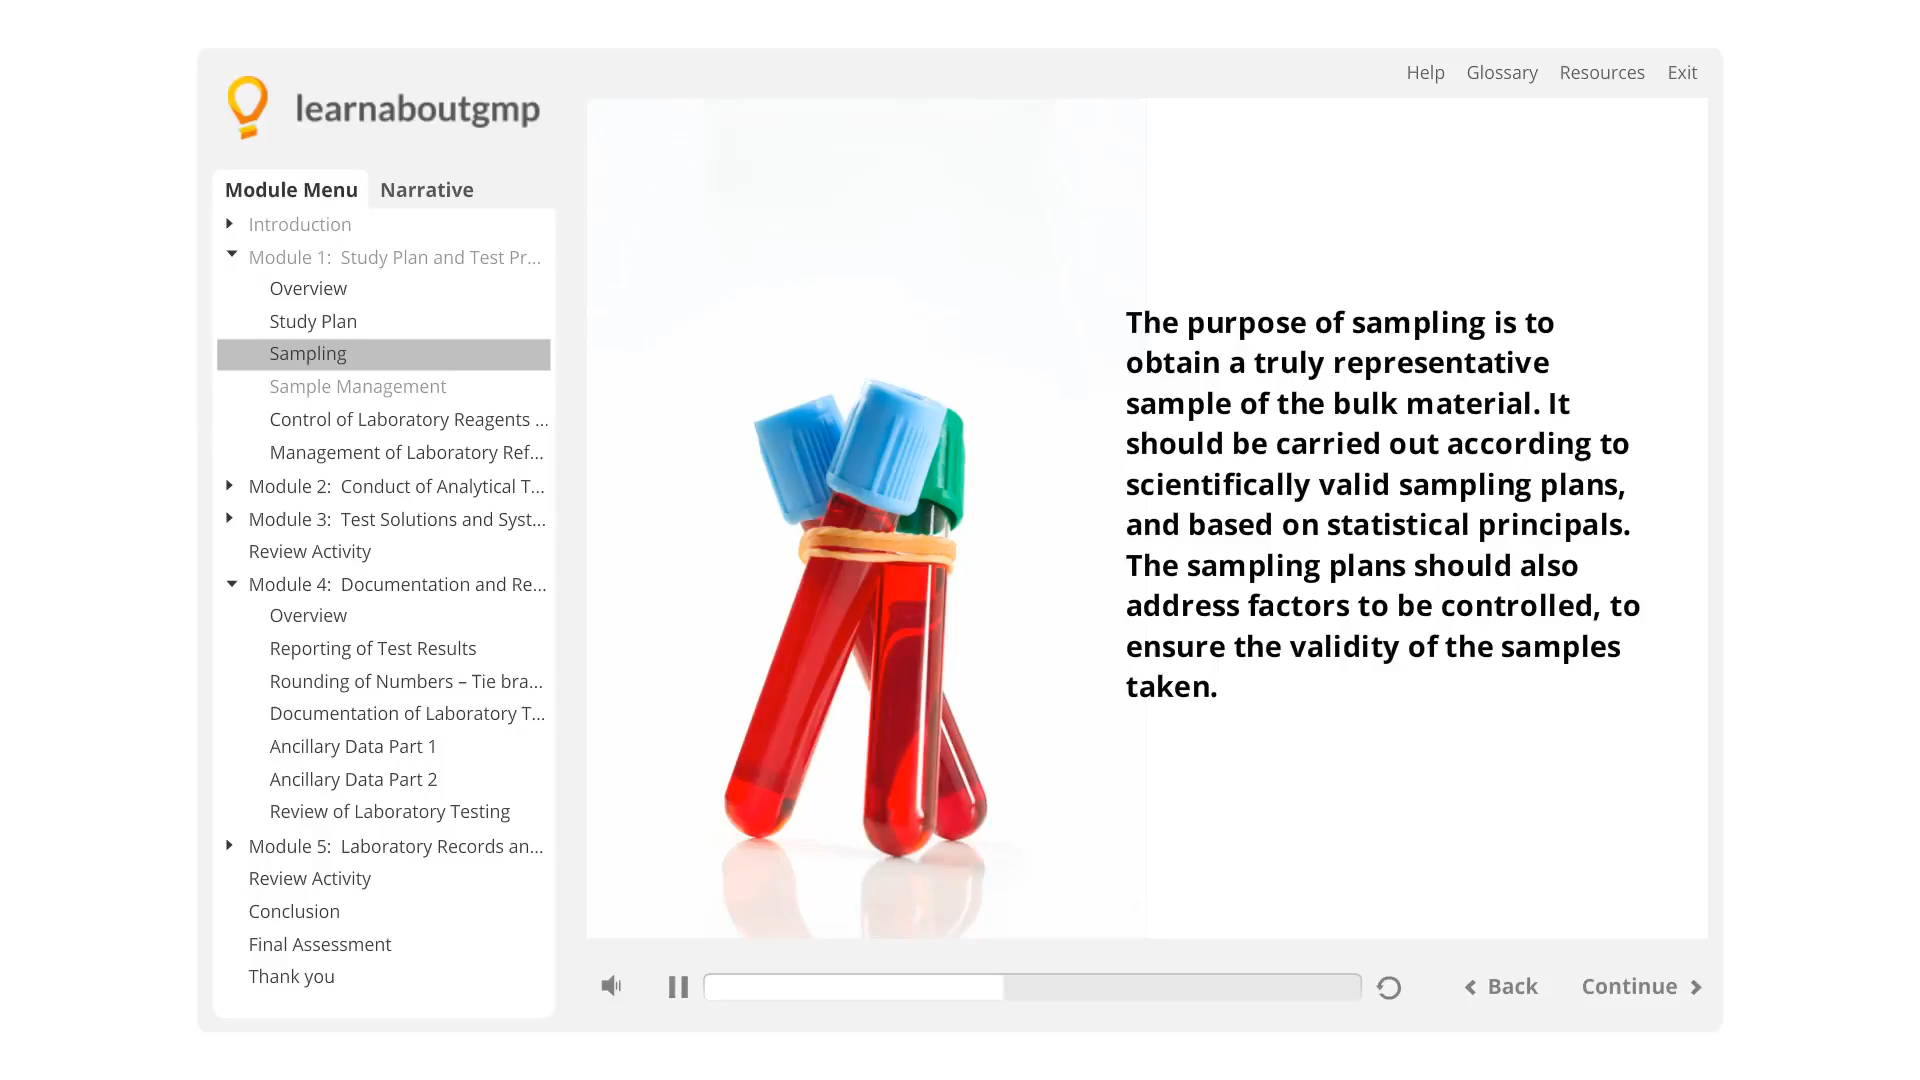 Help Glossary Resources Exit
learnaboutgmp
Module Menu Narrative
Introduction
Module 1: Study Plan and Test Pr...
Overview
Study Plan
Sampling
Sample Management
Control of Laboratory Reagents ...
Management of Laboratory Ref...
Module 2: Conduct of Analytical T...
Module 3: Test Solutions and Syst...
Review Activity
Module 4: Documentation and Re...
Overview
Reporting of Test Results
Rounding of Numbers – Tie bra...
Documentation of Laboratory T...
Ancillary Data Part 1
Ancillary Data Part 2
Review of Laboratory Testing
Module 5: Laboratory Records an...
Review Activity
Conclusion
Final Assessment
Thank you
The purpose of sampling is to
obtain a truly representative
sample of the bulk material. It
should be carried out according to
scientifically valid sampling plans,
and based on statistical principals.
The sampling plans should also
address factors to be controlled, to
ensure the validity of the samples
taken.
Back Continue